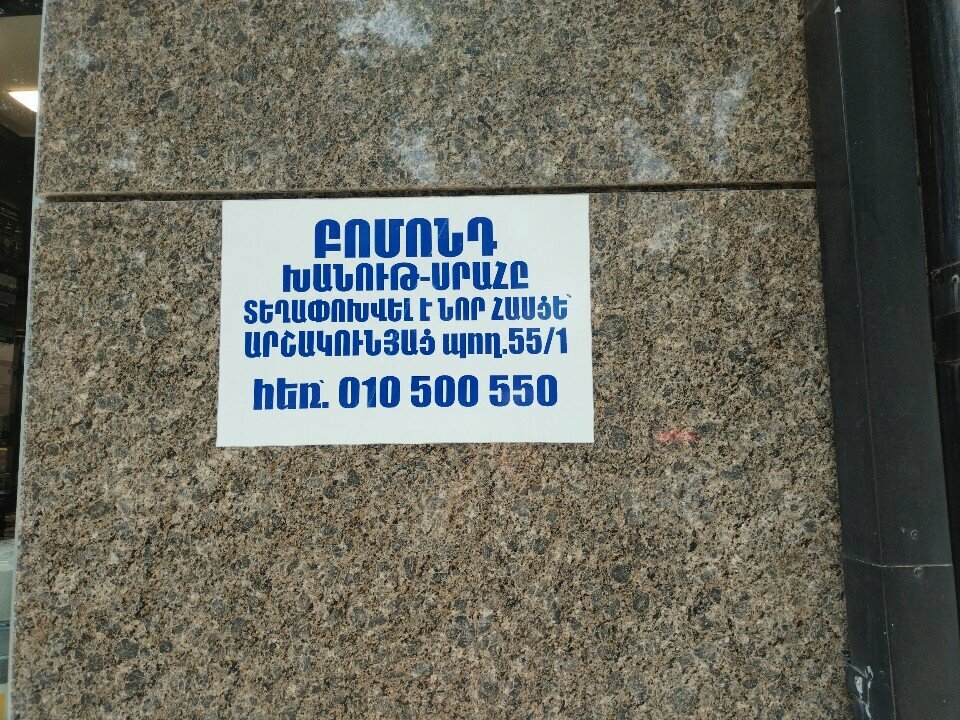 ԲՈՄՈՆԴ
ԽԱՆՈՒԹ-ՍՐԱՀԸ
ՏԵՂԱՓՈԽՎԵԼ Է ՆՈՐ ՀԱՍՑԵ՝
ԱՐՇԱԿՈՒՆՅԱՑ պող.55/1
հեռ՝. 010 500 550